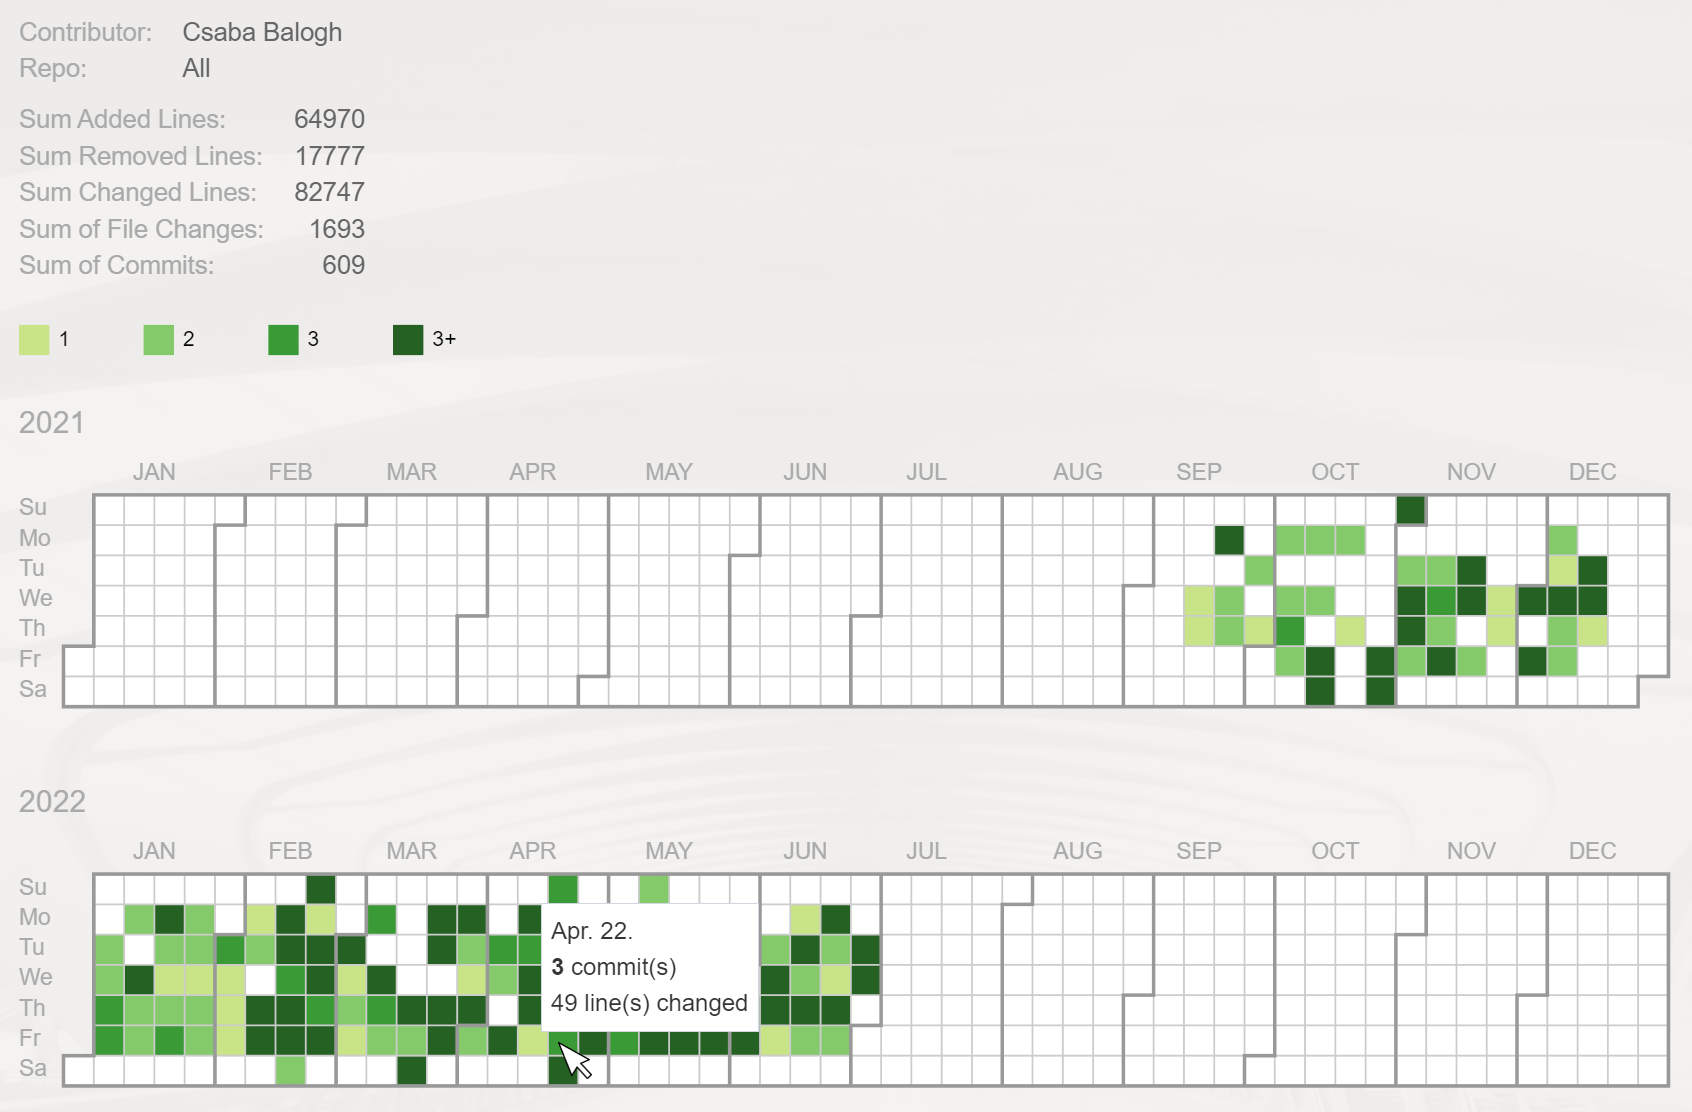 Contributor: Csaba Balogh
Repo: All
Sum Added Lines: 64970
Sum Removed Lines: 17777
Sum Changed Lines: 82747
Sum of File Changes: 1693
Sum of Commits: 609
1 2 3 3+
2021
JAN FEB MAR APR MAY JUN JUL AUG SEP OCT NOV DEC
Su
Mo
Tu
We
Th
Fr
Sa
2022
JAN FEB MAR APR MAY JUN JUL AUG SEP OCT NOV DEC
Su
Mo
Tu
We
Th
Fr
Sa
Apr. 22.
3 commit(s)
49 line(s) changed